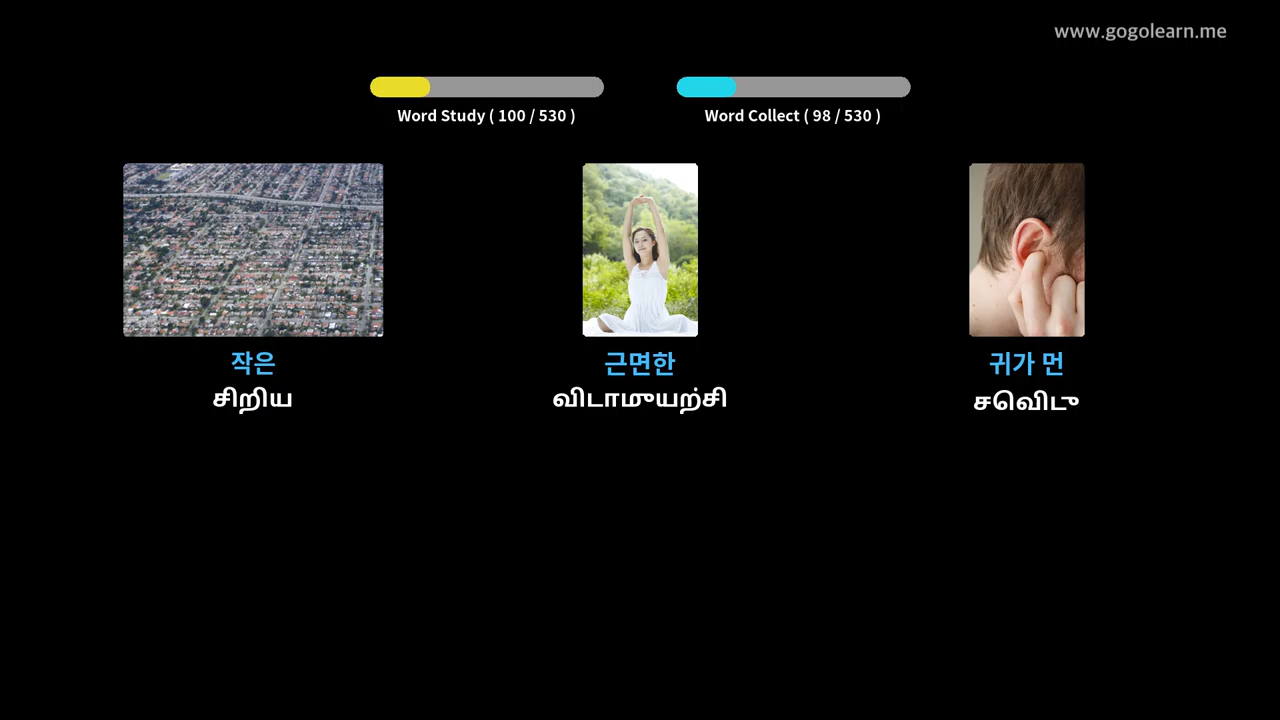 www.gogolearn.me
Word Study ( 100 / 530 )
Word Collect ( 98 / 530 )
작은
சிறிய
근면한
விடாமுயற்சி
귀가 먼
செவிடு